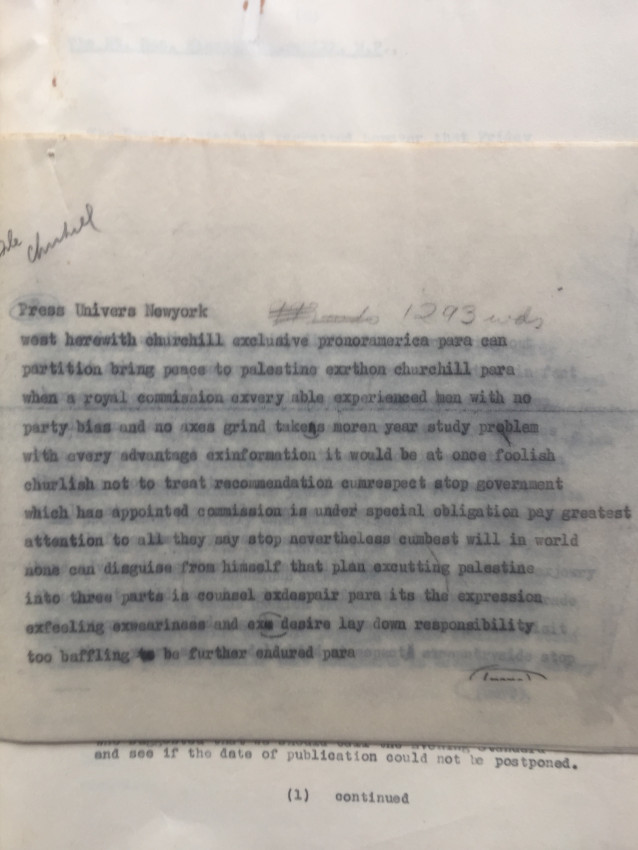 Churchill
Press Univers Newyork 1293 wds
west herewith churchill exclusive pronoramerica para can
partition bring peace to palestine exrthon churchill para
when a royal commission exvery able experienced men with no
party bias and no axes grind takens moren year study problem
with every advantage exinformation it would be at once foolish
churlish not to treat recommendation cumrespect stop government
which has appointed commission is under special obligation pay greatest
attention to all they may stop nevertheless cumbest will in world
none can disguise from himself that plan excutting palestine
into three parts is counsel exdespair para its the expression
exfeeling exweariness and exa desire lay down responsibility
too baffling to be further endured para
(more)
and see if the date of publication could not be postponed.
(1) continued